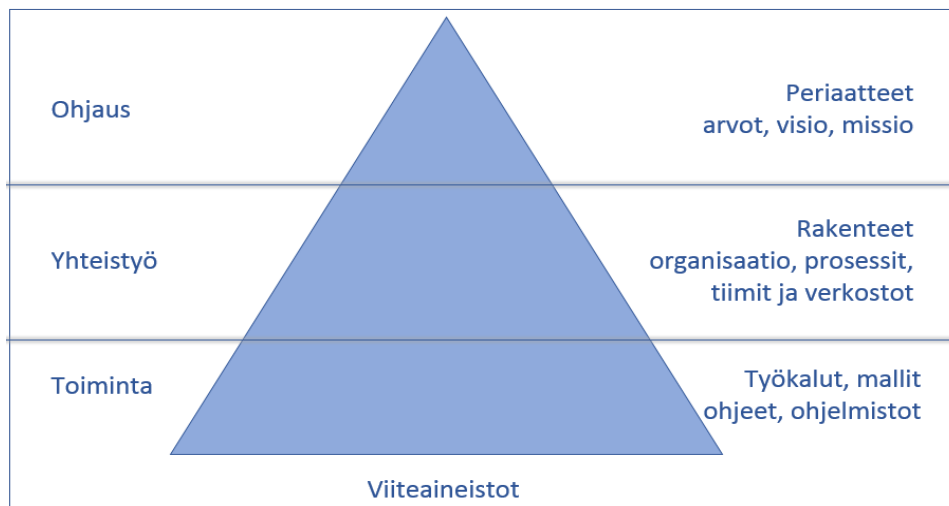 Ohjaus
Periaatteet
arvot, visio, missio
Yhteistyö
Rakenteet
organisaatio, prosessit,
tiimit ja verkostot
Toiminta
Työkalut, mallit
ohjeet, ohjelmistot
Viiteaineistot